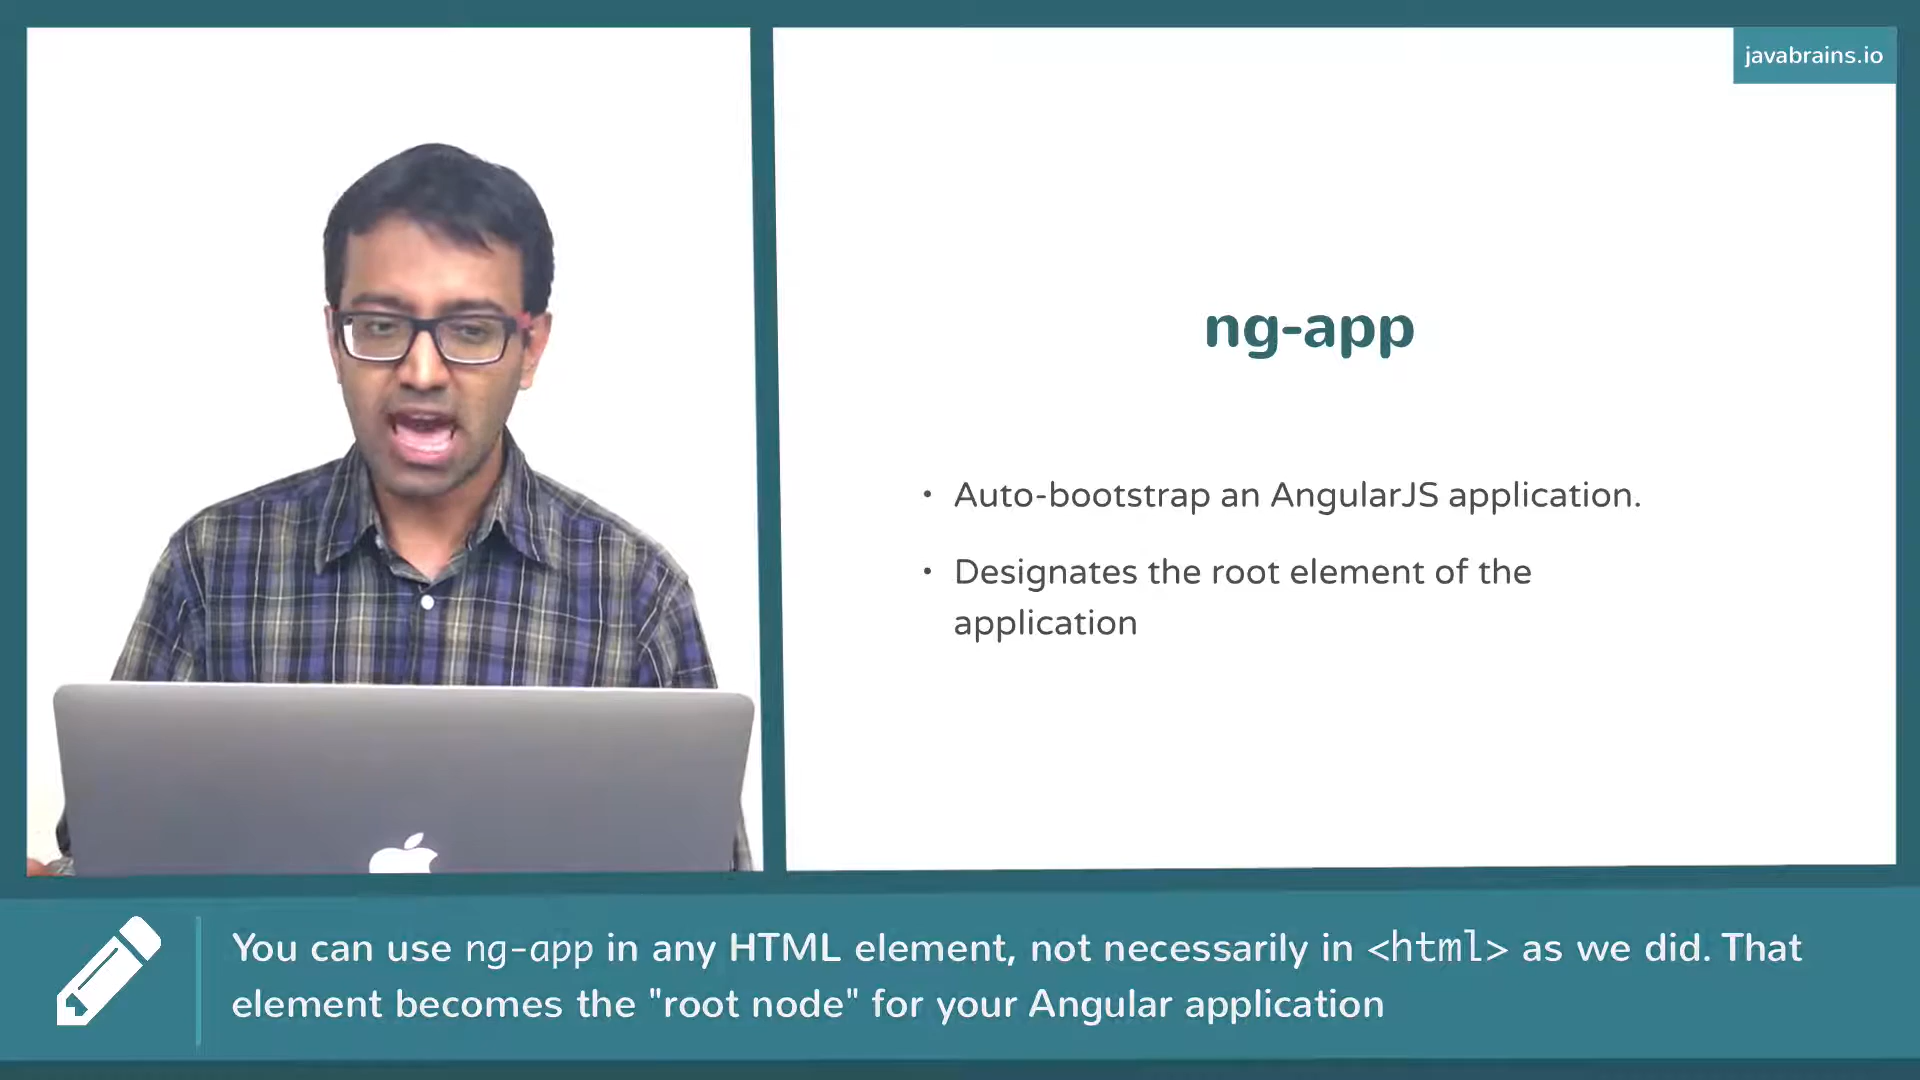 javabrains.io
ng-app
• Auto-bootstrap an AngularJS application.
• Designates the root element of the
application
You can use ng-app in any HTML element, not necessarily in <html> as we did. That
element becomes the "root node" for your Angular application